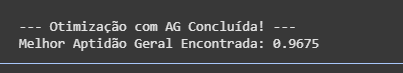 --- Otimização com AG Concluída! ---
Melhor Aptidão Geral Encontrada: 0.9675